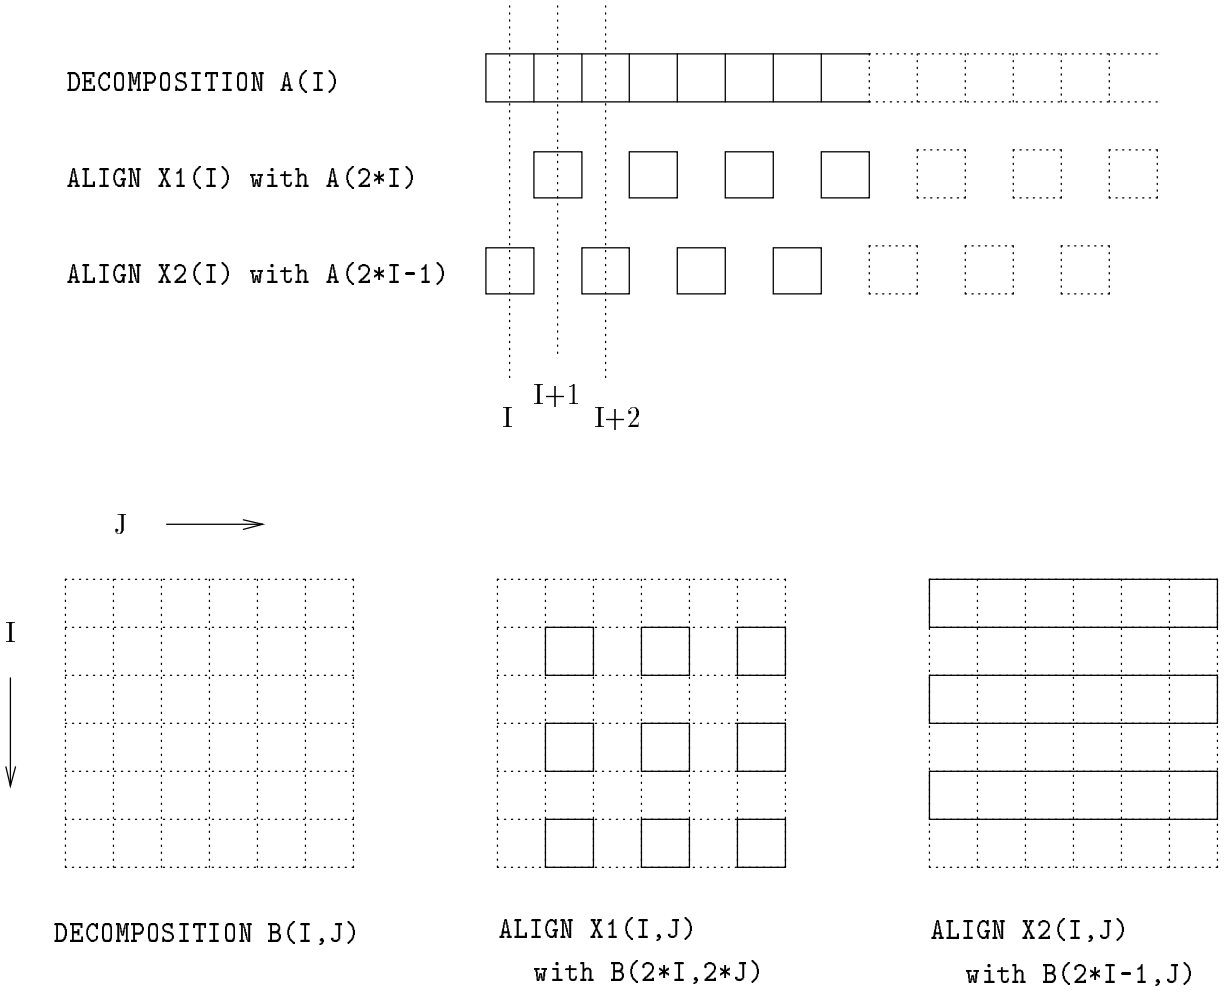 DECOMPOSITION A(I)
ALIGN X1(I) with A(2*I)
ALIGN X2(I) with A(2*I-1)
I+1
I I+2
J
I
DECOMPOSITION B(I,J)
ALIGN X1(I,J)
with B(2*I,2*J)
ALIGN X2(I,J)
with B(2*I-1,J)